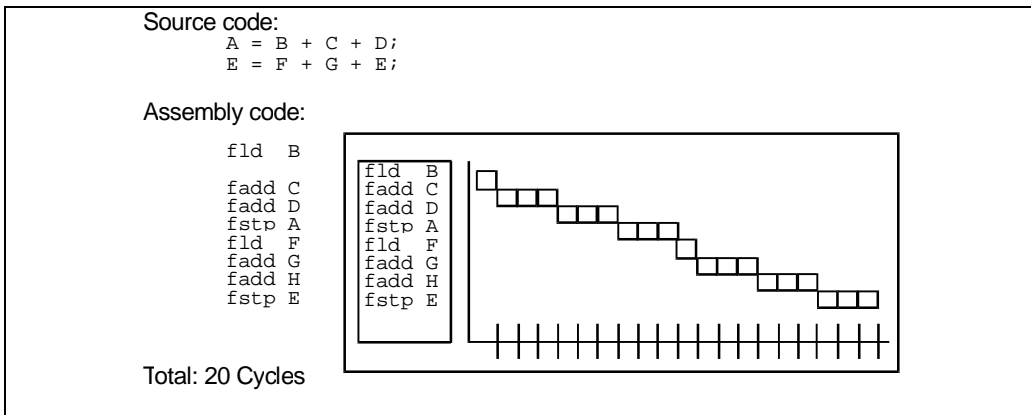 Source code:
A = B + C + D;
E = F + G + E;
Assembly code:
fld B
fadd C
fadd D
fstp A
fld F
fadd G
fadd H
fstp E
fld B
fadd C
fadd D
fstp A
fld F
fadd G
fadd H
fstp E
Total: 20 Cycles